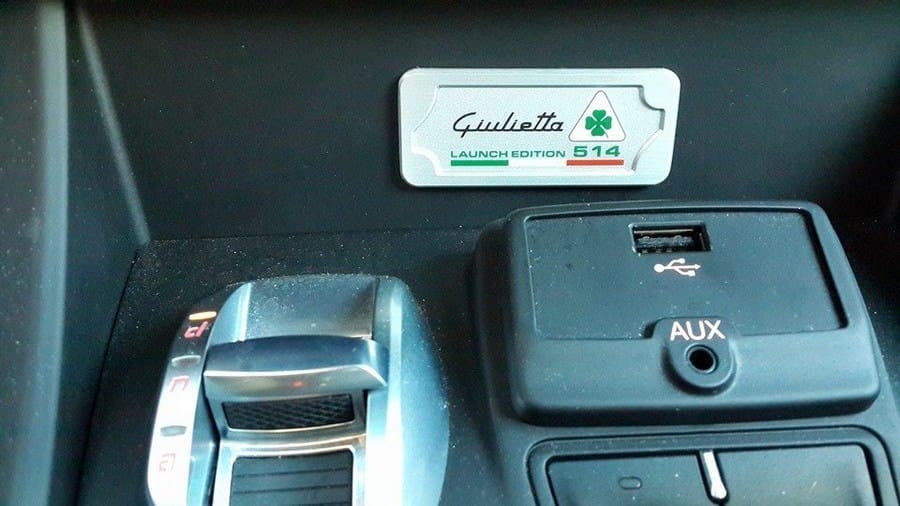 Giulietta
LAUNCH EDITION 514
AUX